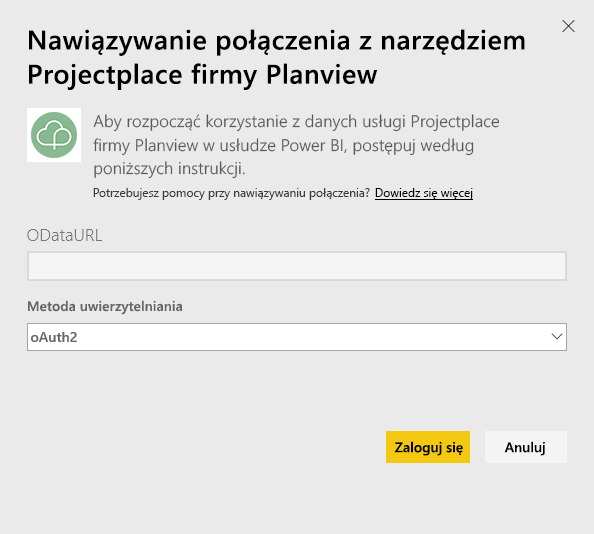 Nawiązywanie połączenia z narzędziem
Projectplace firmy Planview
Aby rozpocząć korzystanie z danych usługi Projectplace
firmy Planview w usłudze Power BI, postępuj według
poniższych instrukcji.
Potrzebujesz pomocy przy nawiązywaniu połączenia? Dowiedz się więcej
ODataURL
Metoda uwierzytelniania
oAuth2
Zaloguj się Anuluj